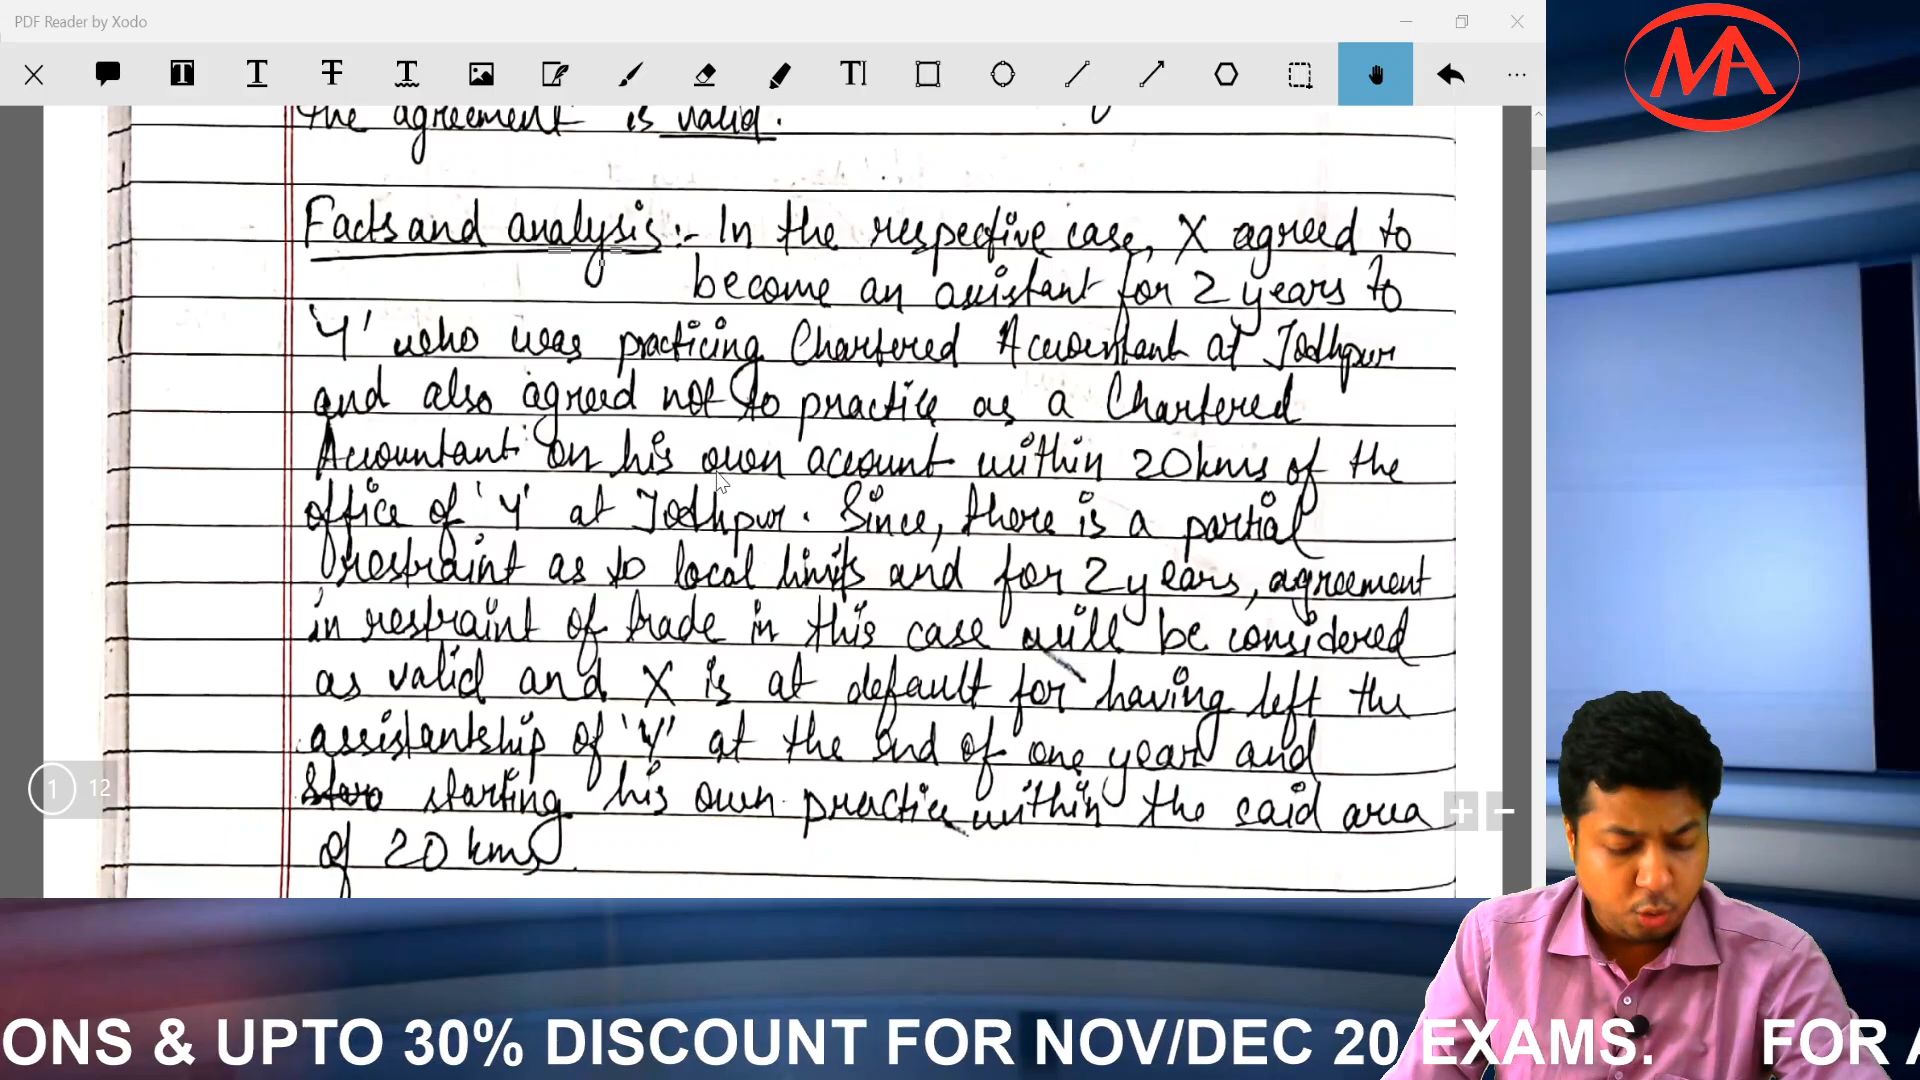 PDF Reader by Xodo
MA
the agreement is valid.
Facts and analysis :- In the respective case, X agreed to
become an assistant for 2 years to
'Y' who was practicing Chartered Accountant at Jodhpur
and also agreed not to practice as a Chartered
Accountant on his own account within 20 kms of the
office of 'Y' at Jodhpur. Since, there is a partial
restraint as to local limits and for 2 years, agreement
in restraint of trade in this case will be considered
as valid and X is at default for having left the
assistantship of 'Y' at the end of one year and
starting his own practice within the said area
of 20 kms.
1 12
ONS & UPTO 30% DISCOUNT FOR NOV/DEC 20 EXAMS. FOR A